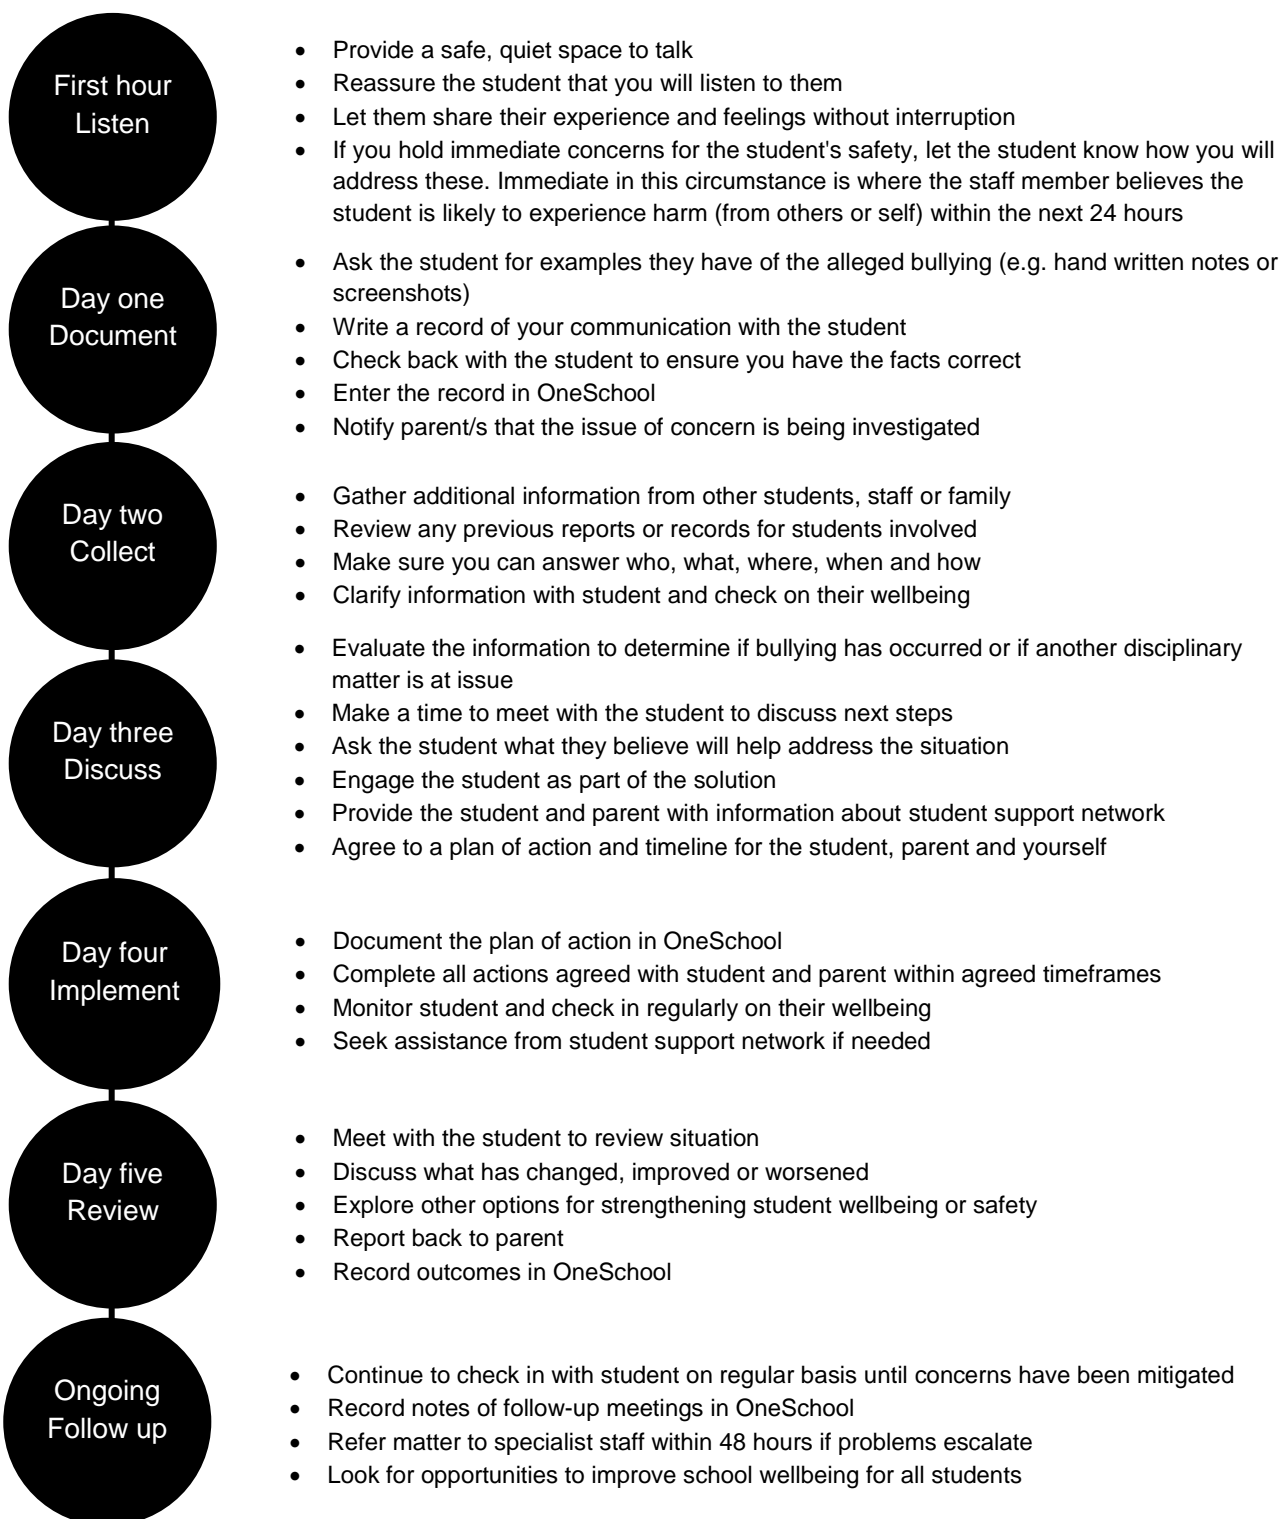 First hour
Listen
• Provide a safe, quiet space to talk
• Reassure the student that you will listen to them
• Let them share their experience and feelings without interruption
• If you hold immediate concerns for the student's safety, let the student know how you will
address these. Immediate in this circumstance is where the staff member believes the
student is likely to experience harm (from others or self) within the next 24 hours
Day one
Document
• Ask the student for examples they have of the alleged bullying (e.g. hand written notes or
screenshots)
• Write a record of your communication with the student
• Check back with the student to ensure you have the facts correct
• Enter the record in OneSchool
• Notify parent/s that the issue of concern is being investigated
Day two
Collect
• Gather additional information from other students, staff or family
• Review any previous reports or records for students involved
• Make sure you can answer who, what, where, when and how
• Clarify information with student and check on their wellbeing
Day three
Discuss
• Evaluate the information to determine if bullying has occurred or if another disciplinary
matter is at issue
• Make a time to meet with the student to discuss next steps
• Ask the student what they believe will help address the situation
• Engage the student as part of the solution
• Provide the student and parent with information about student support network
• Agree to a plan of action and timeline for the student, parent and yourself
Day four
Implement
• Document the plan of action in OneSchool
• Complete all actions agreed with student and parent within agreed timeframes
• Monitor student and check in regularly on their wellbeing
• Seek assistance from student support network if needed
Day five
Review
• Meet with the student to review situation
• Discuss what has changed, improved or worsened
• Explore other options for strengthening student wellbeing or safety
• Report back to parent
• Record outcomes in OneSchool
Ongoing
Follow up
• Continue to check in with student on regular basis until concerns have been mitigated
• Record notes of follow-up meetings in OneSchool
• Refer matter to specialist staff within 48 hours if problems escalate
• Look for opportunities to improve school wellbeing for all students